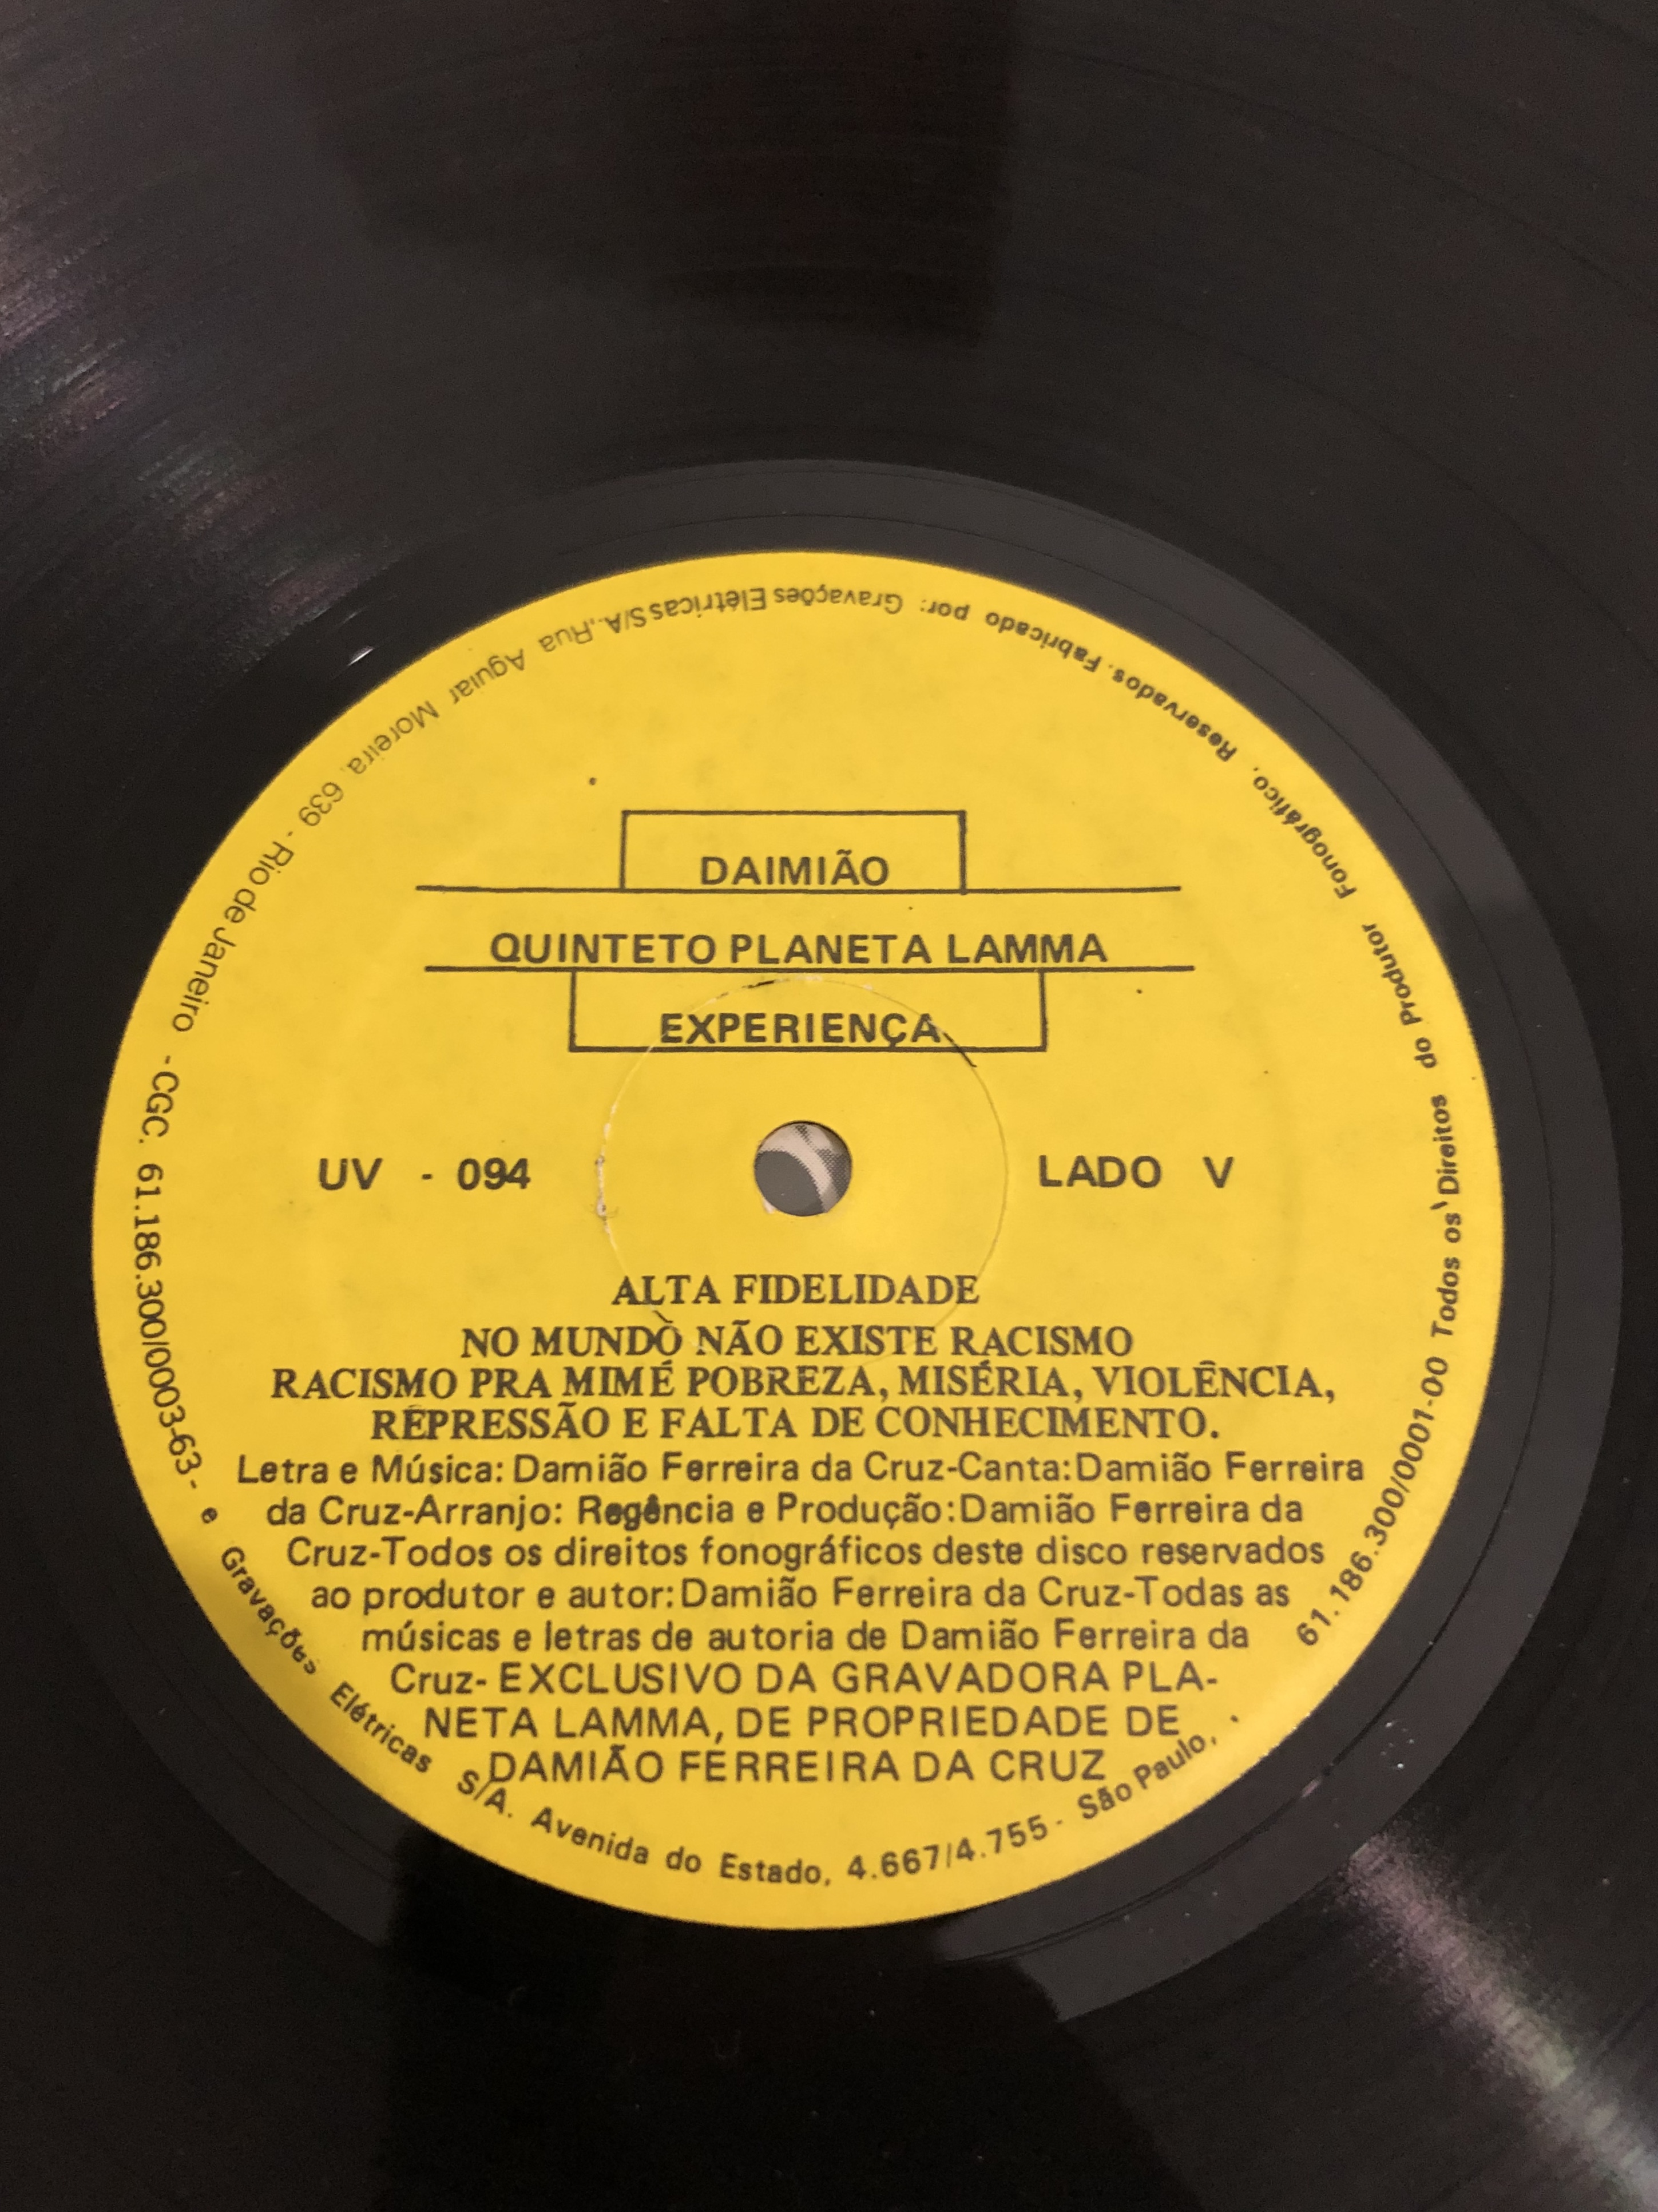 DAIMIÃO
QUINTETO PLANETA LAMMA
EXPERIENÇA
UV - 094
LADO V
ALTA FIDELIDADE
NO MUNDO NÃO EXISTE RACISMO
RACISMO PRA MIMÉ POBREZA, MISÉRIA, VIOLÊNCIA,
REPRESSÃO E FALTA DE CONHECIMENTO.
Letra e Música: Damião Ferreira da Cruz-Canta:Damião Ferreira
da Cruz-Arranjo: Regência e Produção:Damião Ferreira da
Cruz-Todos os direitos fonográficos deste disco reservados
ao produtor e autor:Damião Ferreira da Cruz-Todas as
músicas e letras de autoria de Damião Ferreira da
Cruz- EXCLUSIVO DA GRAVADORA PLA-
NETA LAMMA, DE PROPRIEDADE DE
DAMIÃO FERREIRA DA CRUZ
61.186.300/0001-00 Todos os Direitos do Produtor Fonográfico, Reservados. Fabricado por: Gravações Elétricas S/A., Rua Aguiar Moreira, 639 - Rio de Janeiro - CGC. 61.186.300/0003-63- e Gravações Elétricas S/A. Avenida do Estado, 4.667/4.755 - São Paulo,